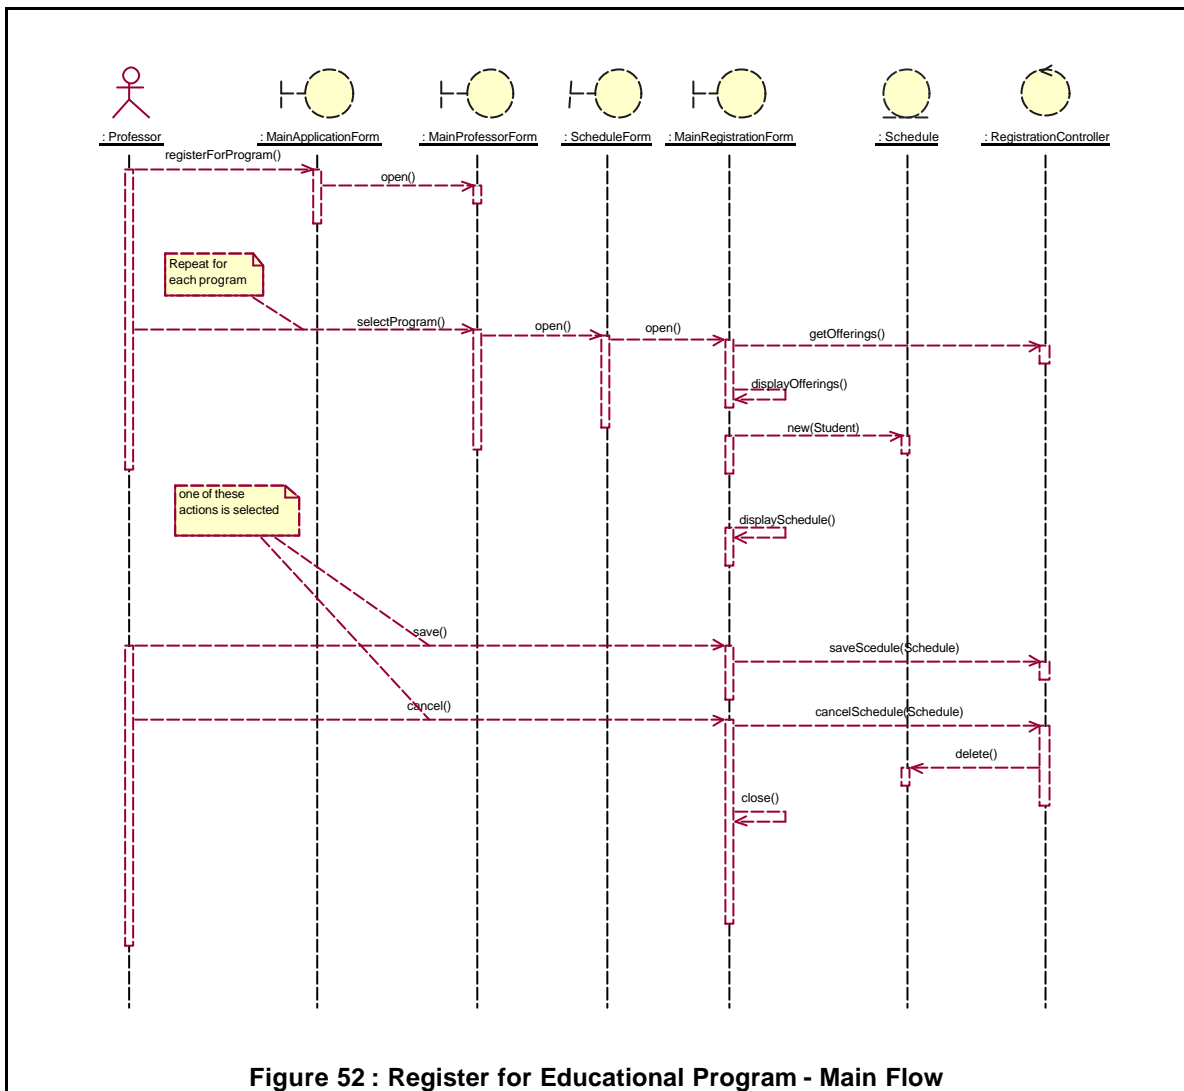 : Professor
: MainApplicationForm
: MainProfessorForm
: ScheduleForm
: MainRegistrationForm
: Schedule
: RegistrationController
registerForProgram()
open()
Repeat for
each program
selectProgram()
open()
open()
getOfferings()
displayOfferings()
new(Student)
one of these
actions is selected
displaySchedule()
save()
saveScedule(Schedule)
cancel()
cancelSchedule(Schedule)
delete()
close()
Figure 52 : Register for Educational Program - Main Flow